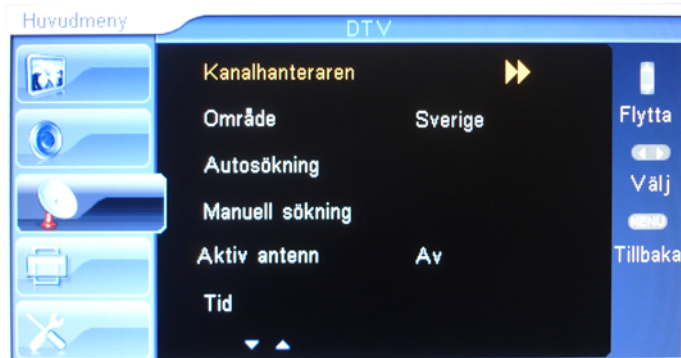 Huvudmeny
DTV
Kanalhanteraren
Område Sverige
Autosökning
Manuell sökning
Aktiv antenn Av
Tid
Flytta
Välj
MENU
Tillbaka